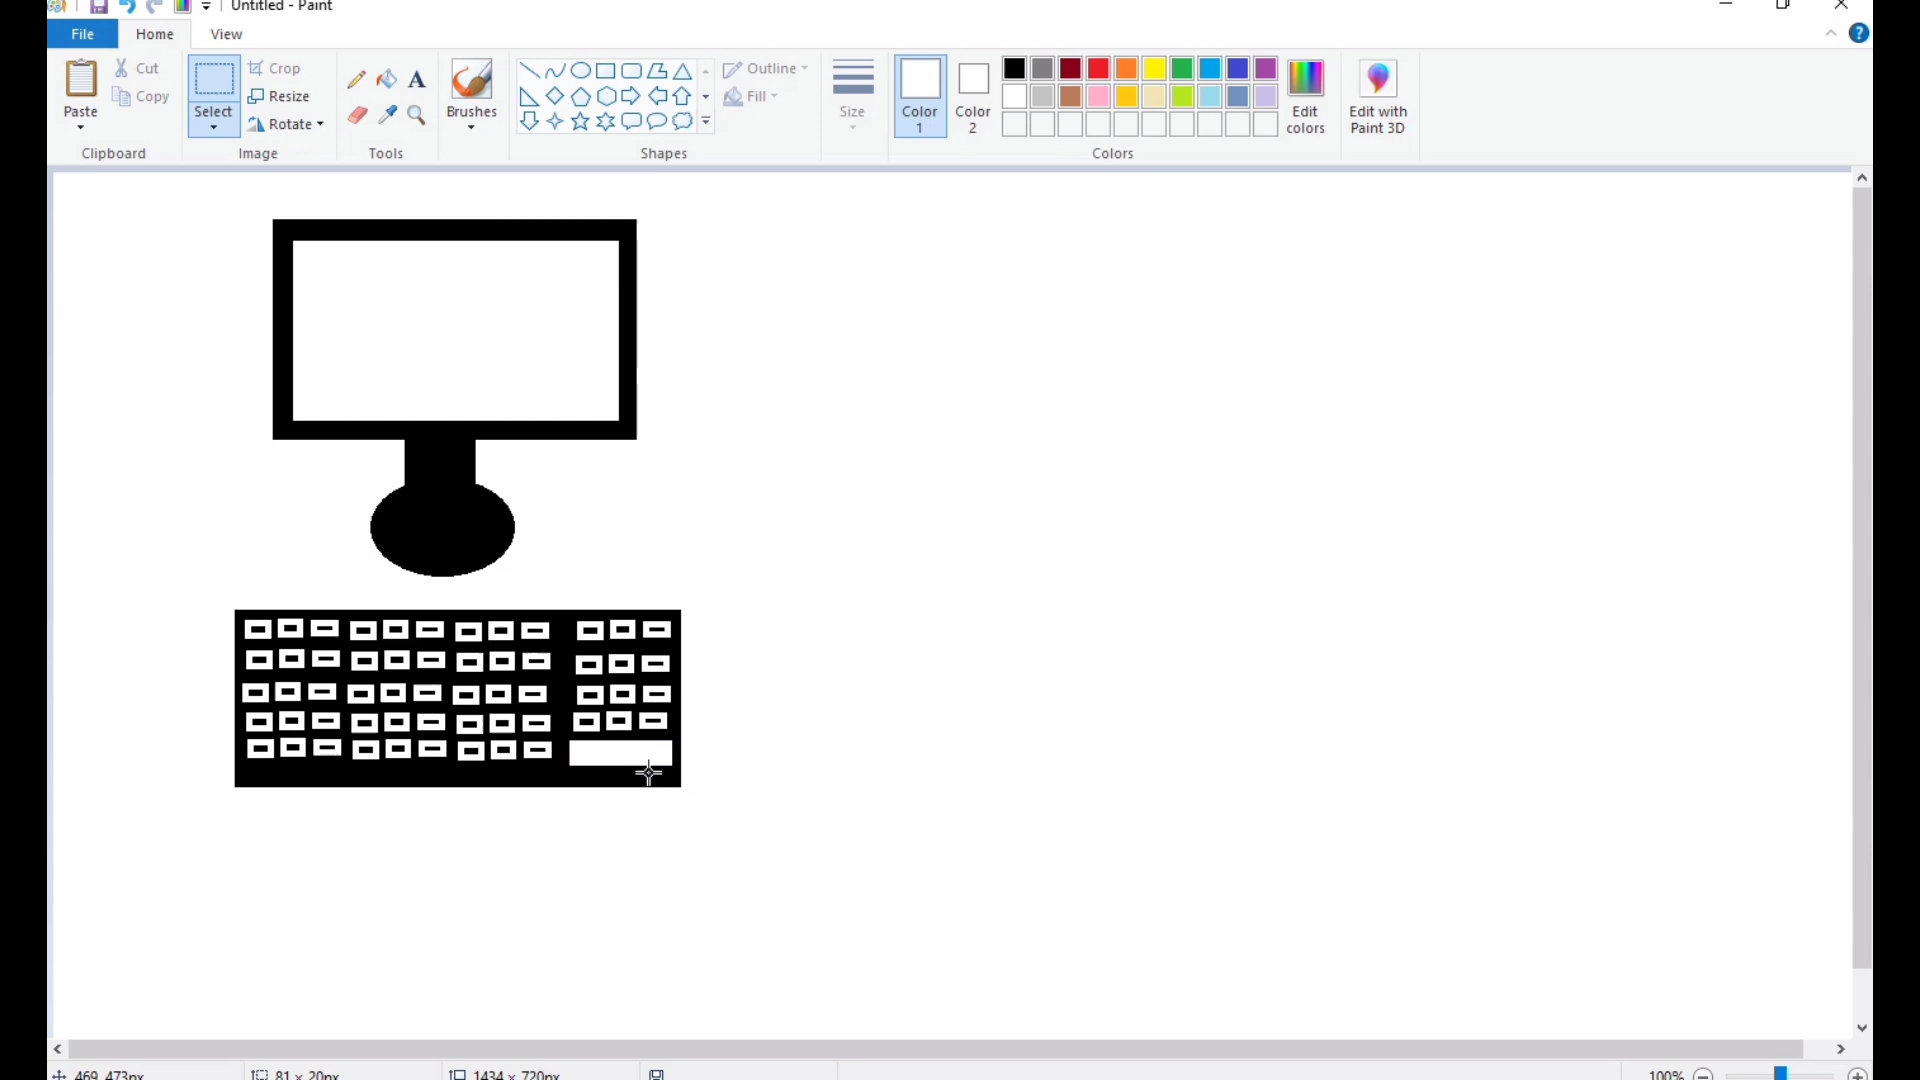 Untitled - Paint
File Home View
Paste
Cut
Copy
Clipboard
Select
Crop
Resize
Rotate
Image
Tools
Brushes
Shapes
Outline
Fill
Size
Color 1
Color 2
Edit colors
Colors
Edit with Paint 3D
469, 473px
81 × 20px
1434 × 720px
100%